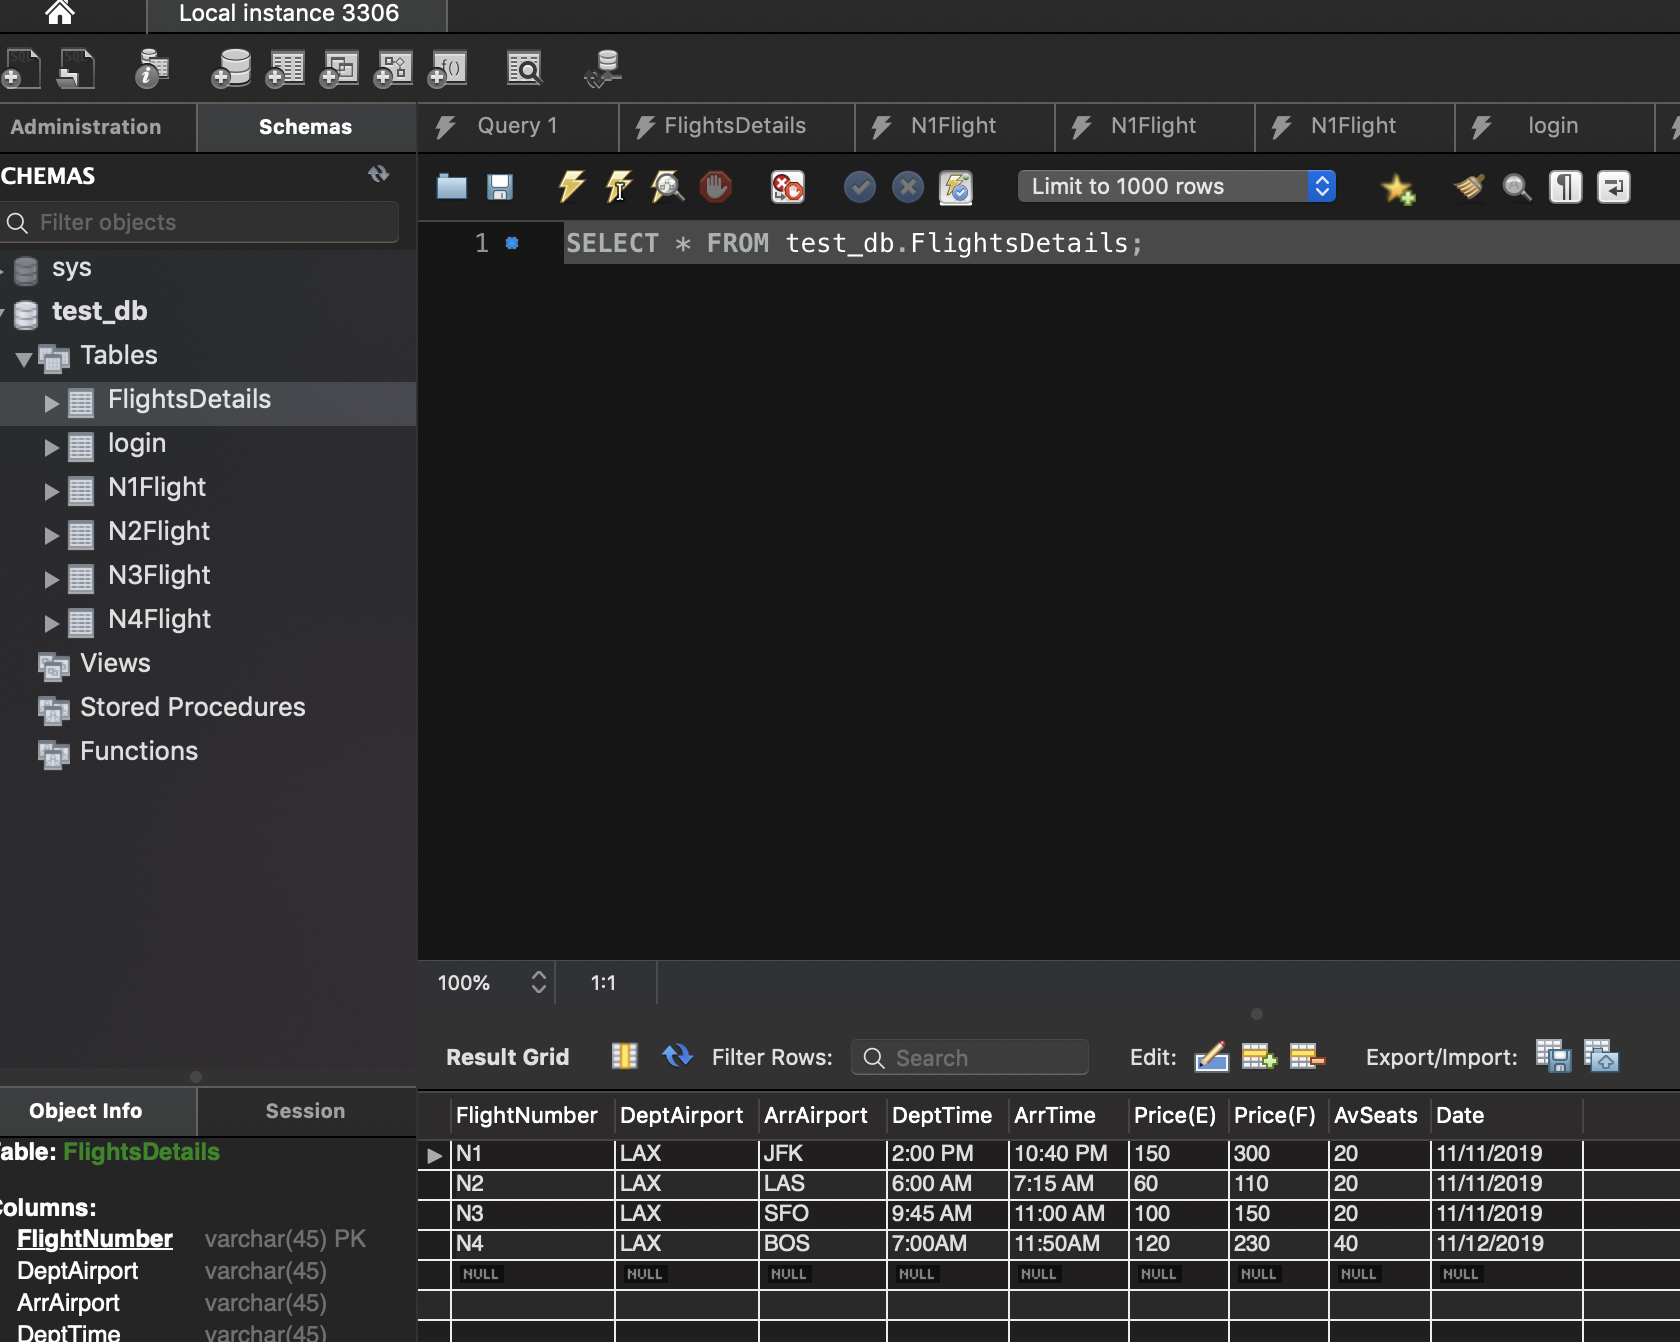 Local instance 3306
Administration
Schemas
Query 1
FlightsDetails
N1Flight
N1Flight
N1Flight
login
CHEMAS
Filter objects
sys
test_db
Tables
FlightsDetails
login
N1Flight
N2Flight
N3Flight
N4Flight
Views
Stored Procedures
Functions
Limit to 1000 rows
1 SELECT * FROM test_db.FlightsDetails;
100% 1:1
Result Grid Filter Rows: Search Edit: Export/Import:
FlightNumber DeptAirport ArrAirport DeptTime ArrTime Price(E) Price(F) AvSeats Date
N1 LAX JFK 2:00 PM 10:40 PM 150 300 20 11/11/2019
N2 LAX LAS 6:00 AM 7:15 AM 60 110 20 11/11/2019
N3 LAX SFO 9:45 AM 11:00 AM 100 150 20 11/11/2019
N4 LAX BOS 7:00AM 11:50AM 120 230 40 11/12/2019
NULL NULL NULL NULL NULL NULL NULL NULL NULL
Object Info Session
able: FlightsDetails
olumns:
FlightNumber varchar(45) PK
DeptAirport varchar(45)
ArrAirport varchar(45)
DeptTime varchar(45)